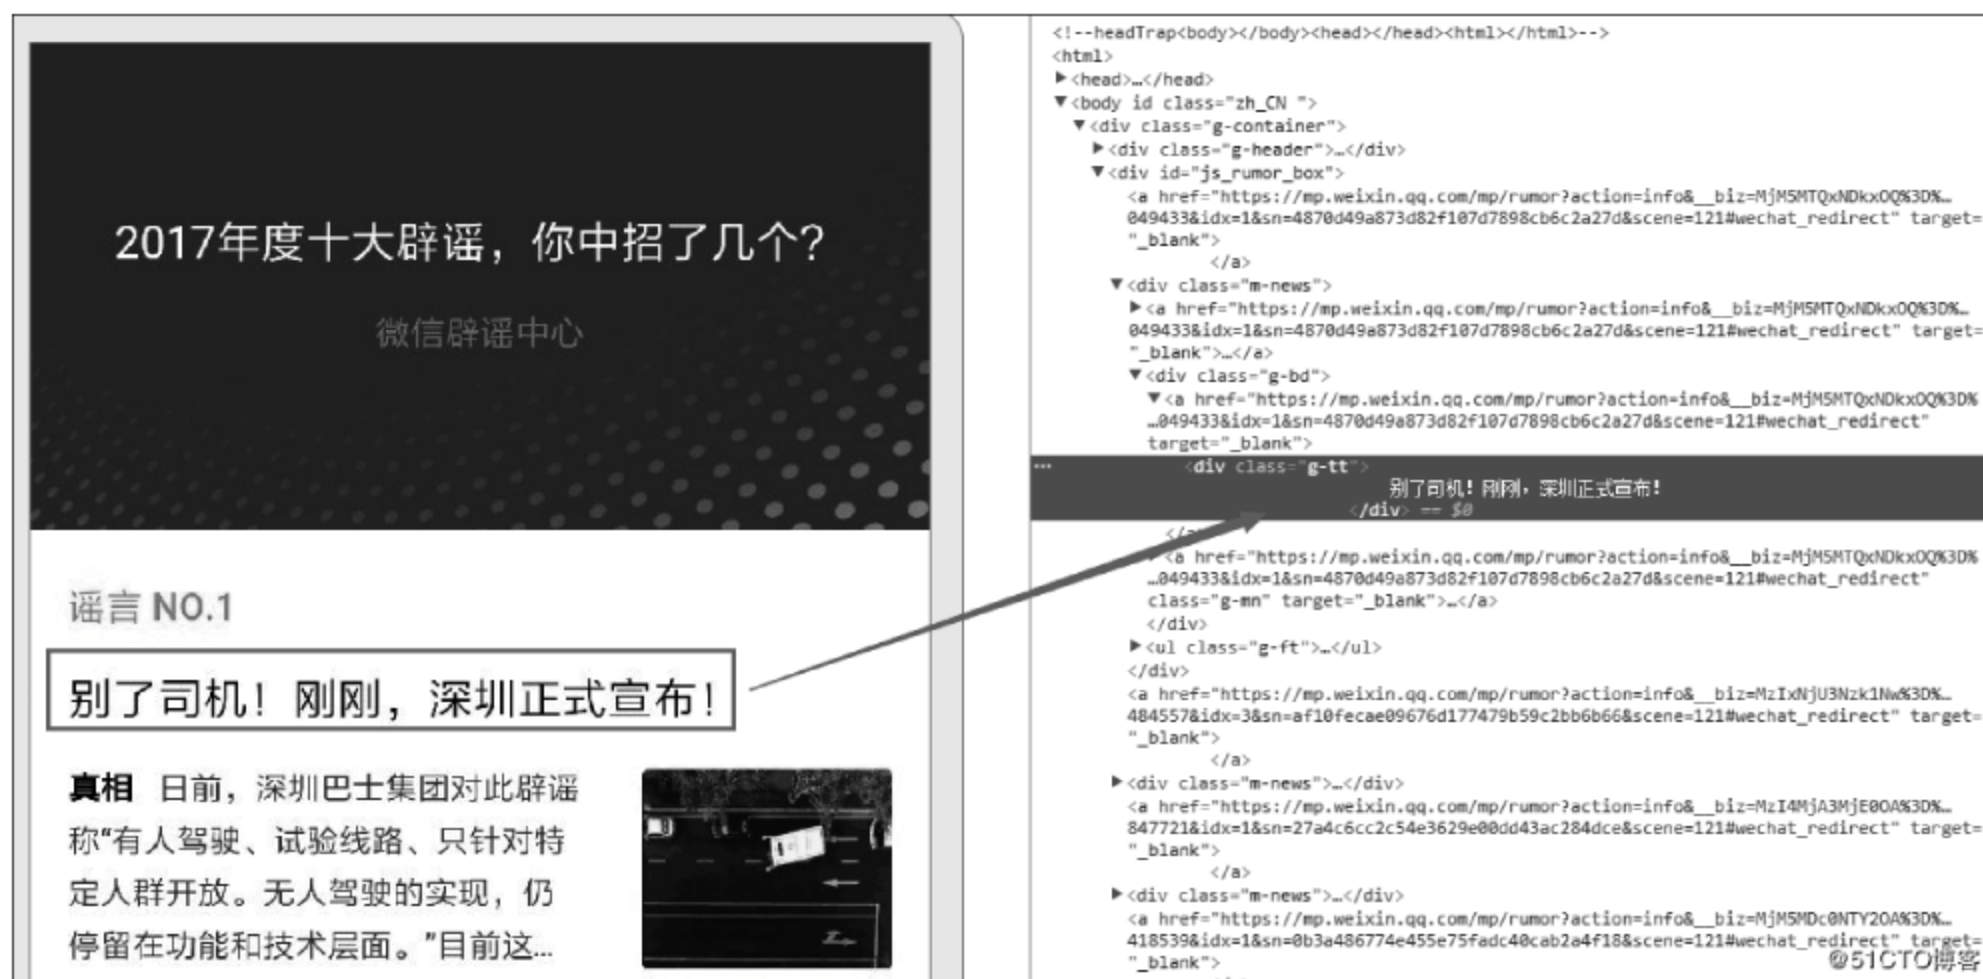 2017年度十大辟谣，你中招了几个？
微信辟谣中心
谣言 NO.1
别了司机！刚刚，深圳正式宣布！
真相 日前，深圳巴士集团对此辟谣
称“有人驾驶、试验线路、只针对特
定人群开放。无人驾驶的实现，仍
停留在功能和技术层面。”目前这...
<!--headTrap<body></body><head></head><html></html>-->
<html>
▶<head>…</head>
▼<body id class="zh_CN ">
▼<div class="g-container">
▶<div class="g-header">…</div>
▼<div id="js_rumor_box">
<a href="https://mp.weixin.qq.com/mp/rumor?action=info&__biz=MjM5MTQxNDkxOQ%3D%…
049433&idx=1&sn=4870d49a873d82f107d7898cb6c2a27d&scene=121#wechat_redirect" target=
"_blank">
</a>
▼<div class="m-news">
▶<a href="https://mp.weixin.qq.com/mp/rumor?action=info&__biz=MjM5MTQxNDkxOQ%3D%…
049433&idx=1&sn=4870d49a873d82f107d7898cb6c2a27d&scene=121#wechat_redirect" target=
"_blank">…</a>
▼<div class="g-bd">
▼<a href="https://mp.weixin.qq.com/mp/rumor?action=info&__biz=MjM5MTQxNDkxOQ%3D%
…049433&idx=1&sn=4870d49a873d82f107d7898cb6c2a27d&scene=121#wechat_redirect"
target="_blank">
… <div class="g-tt">
别了司机！刚刚，深圳正式宣布！
</div> == $0
<a href="https://mp.weixin.qq.com/mp/rumor?action=info&__biz=MjM5MTQxNDkxOQ%3D%
…049433&idx=1&sn=4870d49a873d82f107d7898cb6c2a27d&scene=121#wechat_redirect"
class="g-mn" target="_blank">…</a>
</div>
▶<ul class="g-ft">…</ul>
</div>
<a href="https://mp.weixin.qq.com/mp/rumor?action=info&__biz=MzIxNjU3Nzk1Nw%3D%…
484557&idx=3&sn=af10fecae09676d177479b59c2bb6b66&scene=121#wechat_redirect" target=
"_blank">
</a>
▶<div class="m-news">…</div>
<a href="https://mp.weixin.qq.com/mp/rumor?action=info&__biz=MzI4MjA3MjE0OA%3D%…
847721&idx=1&sn=27a4c6cc2c54e3629e00dd43ac284dce&scene=121#wechat_redirect" target=
"_blank">
</a>
▶<div class="m-news">…</div>
<a href="https://mp.weixin.qq.com/mp/rumor?action=info&__biz=MjM5MDc0NTY2OA%3D%…
418539&idx=1&sn=0b3a486774e455e75fadc40cab2a4f18&scene=121#wechat_redirect" target=
"_blank">
@51CTO博客